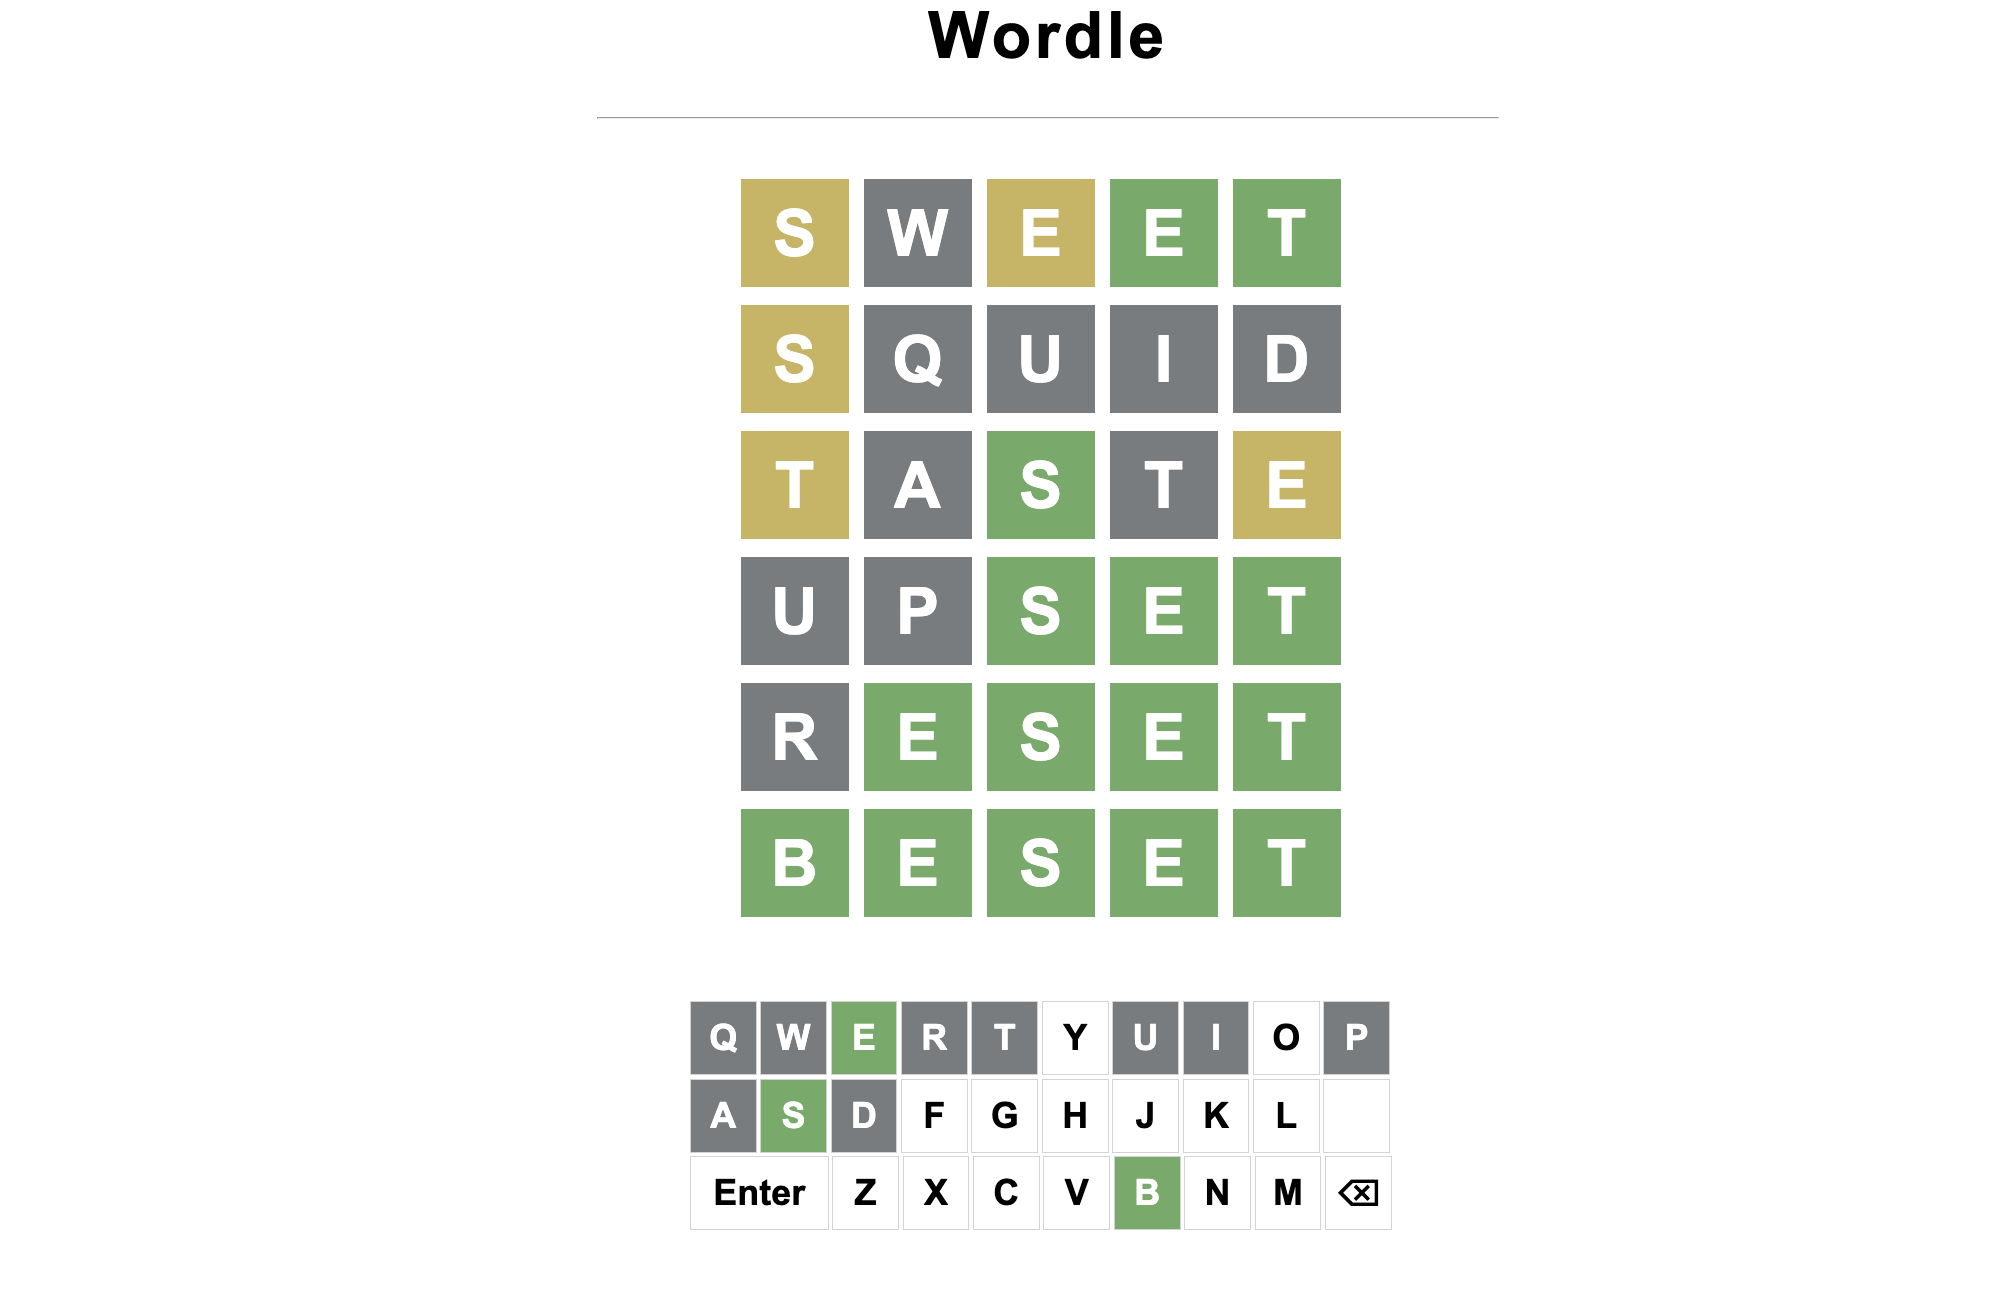 Wordle
S W E E T
S Q U I D
T A S T E
U P S E T
R E S E T
B E S E T
Q W E R T Y U I O P
A S D F G H J K L
Enter Z X C V B N M